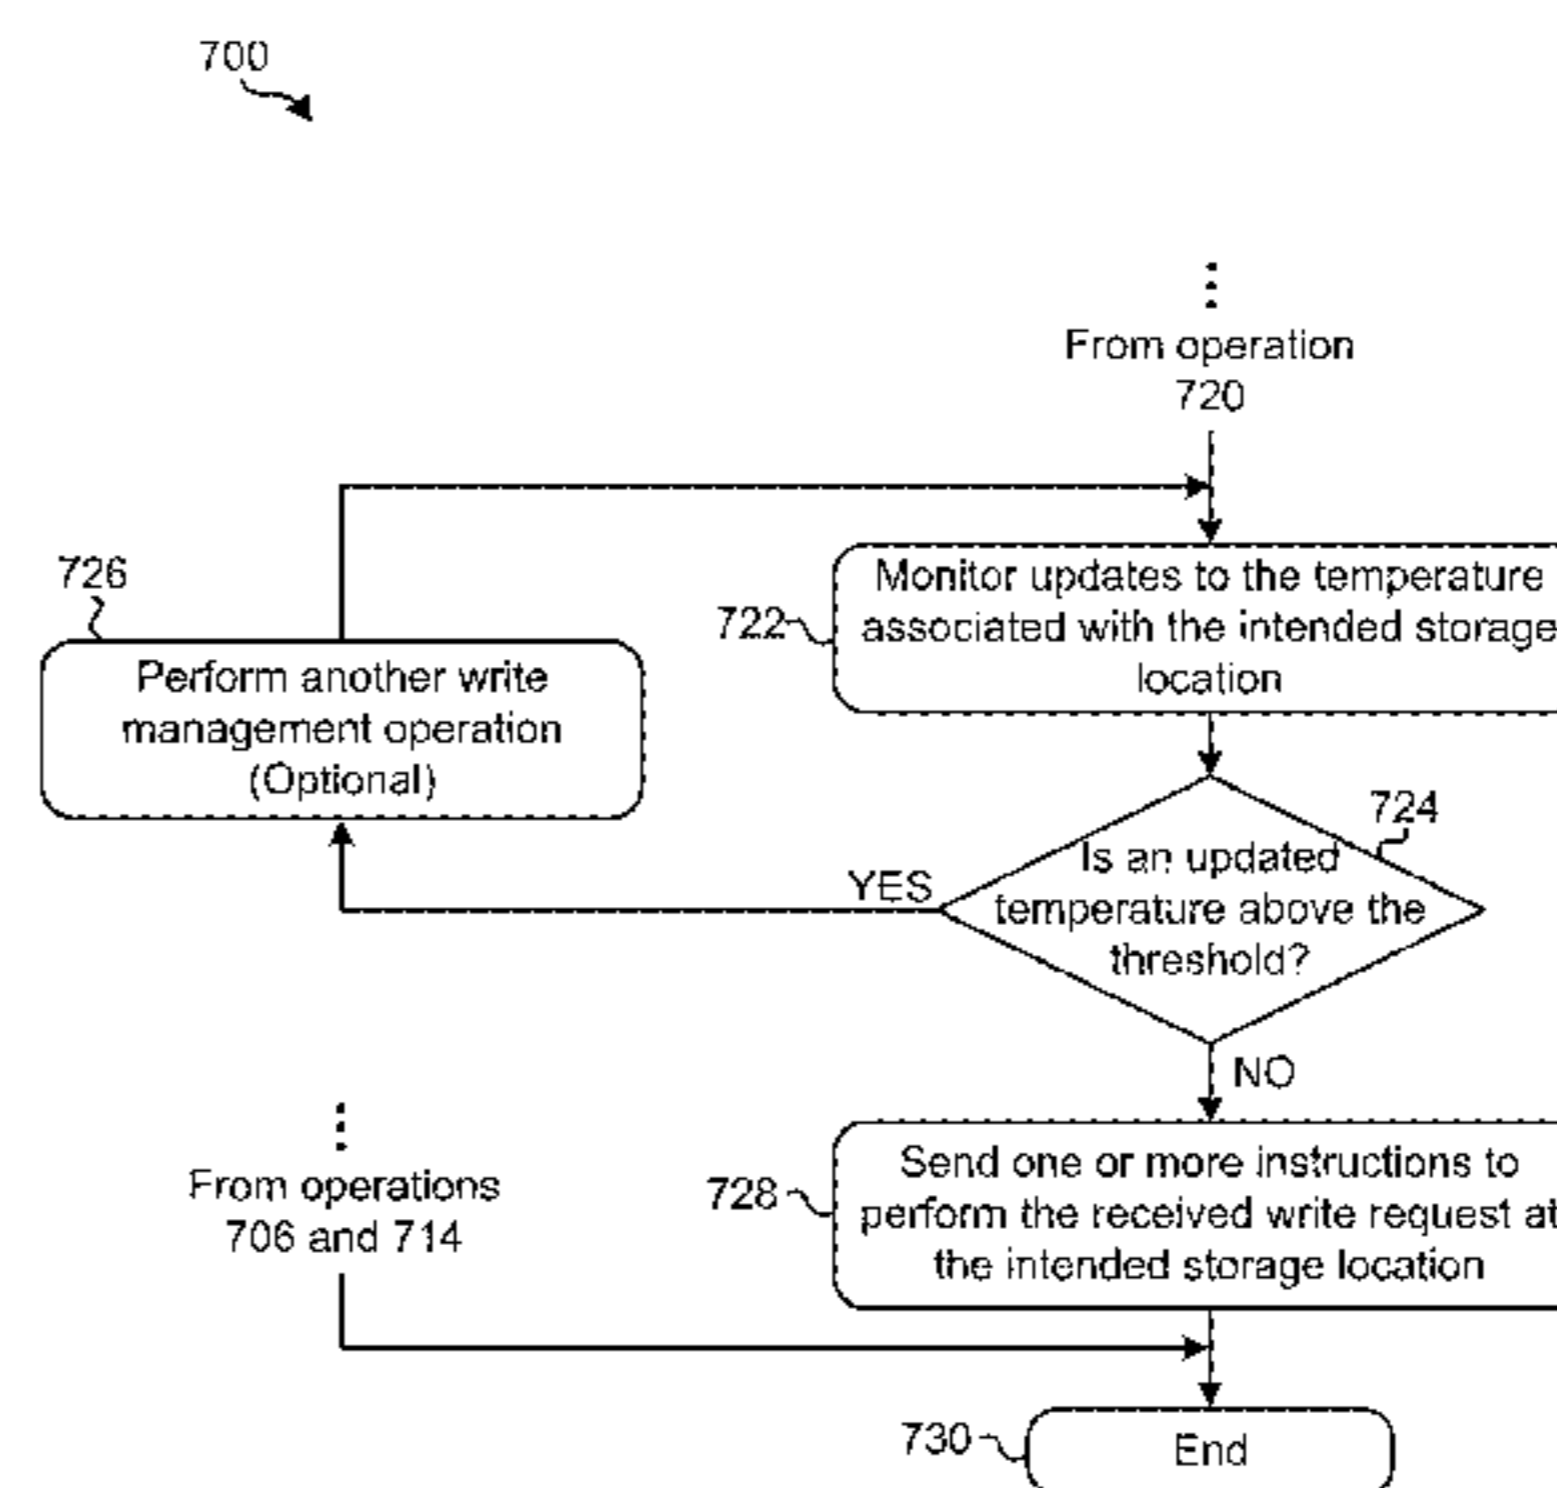 700
From operation
720
726
Perform another write
management operation
(Optional)
722
Monitor updates to the temperature
associated with the intended storage
location
724
Is an updated
temperature above the
threshold?
YES
NO
From operations
706 and 714
728
Send one or more instructions to
perform the received write request at
the intended storage location
730
End